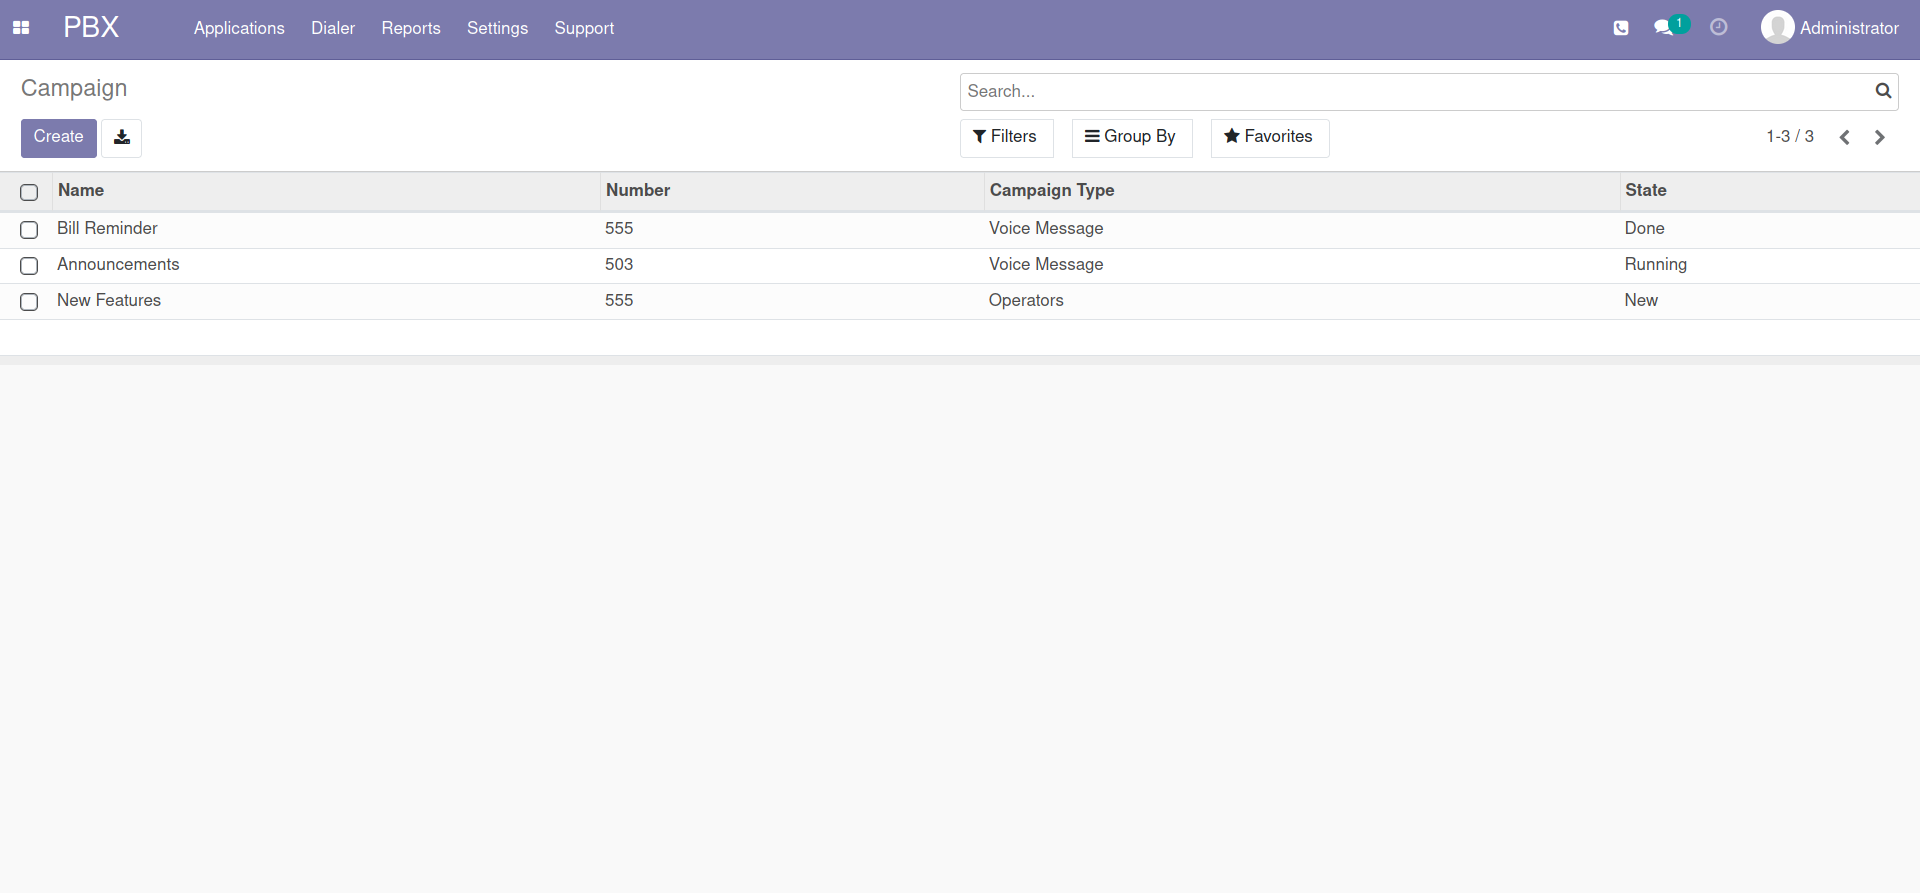 PBX Applications Dialer Reports Settings Support 1 Administrator
Campaign
Search...
Create Filters Group By Favorites 1-3 / 3
Name Number Campaign Type State
Bill Reminder 555 Voice Message Done
Announcements 503 Voice Message Running
New Features 555 Operators New